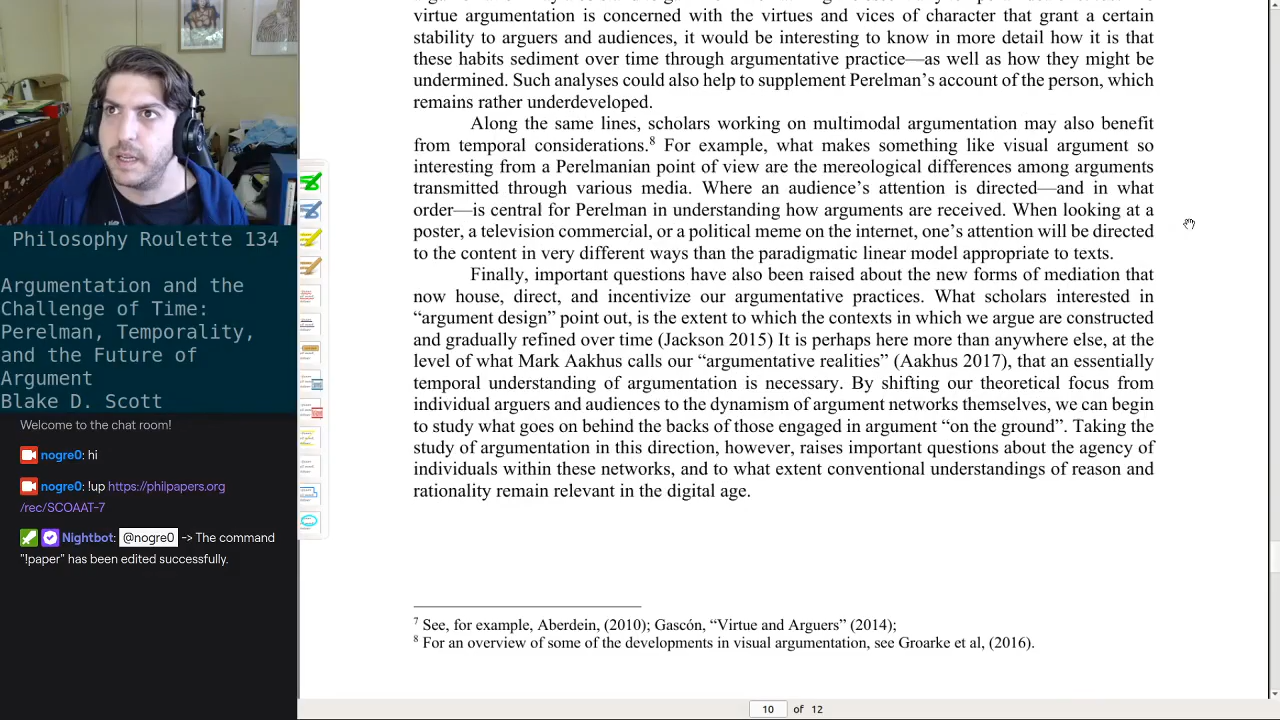 virtue argumentation is concerned with the virtues and vices of character that grant a certain
stability to arguers and audiences, it would be interesting to know in more detail how it is that
these habits sediment over time through argumentative practice—as well as how they might be
undermined. Such analyses could also help to supplement Perelman's account of the person, which
remains rather underdeveloped.
Along the same lines, scholars working on multimodal argumentation may also benefit
from temporal considerations.⁸ For example, what makes something like visual argument so
interesting from a Perelmanian point of view are the kairological differences among arguments
transmitted through various media. Where an audience's attention is directed—and in what
order—is central for Perelman in understanding how arguments are received. When looking at a
poster, a television commercial, or a political meme on the internet, one's attention will be directed
to the content in very different ways than the paradigmatic linear model appropriate to text.
Finally, important questions have also been raised about the new forms of mediation that
now host, direct, influence, and organize our arguments online. What scholars interested in
"argument design" point out, is the extent to which the contexts in which we argue are constructed
and gradually refined over time (Jackson 2015). It is perhaps here, more than anywhere else—at the
level of what Mark Aakhus calls the "argumentative dynamics" (Aakhus, 2013)—that an analytically
temporal understanding of argumentation is necessary. By shifting our analytical focus from
individual arguers and audiences to the dynamism of argument networks themselves, we can begin
to study what goes on behind the backs of those engaged in argument "on the ground". Turning the
study of argumentation in this direction, however, raises important questions about the agency of
individuals within these networks, and to what extent conventional understandings of reason and
rationality remain relevant in the digital age.
⁷ See, for example, Aberdein, (2010); Gascón, "Virtue and Arguers" (2014);
⁸ For an overview of some of the developments in visual argumentation, see Groarke et al, (2016).
10 of 12
Philosophy Roulette 134
Argumentation and the
Challenge of Time:
Perelman, Temporality,
and the Future of
Argument
Blake D. Scott
Welcome to the chat room!
nogre0: hi
nogre0: !up https://philpapers.org
/rec/SCOAAT-7
Nightbot: @nogre0 -> The command
"!paper" has been edited successfully.